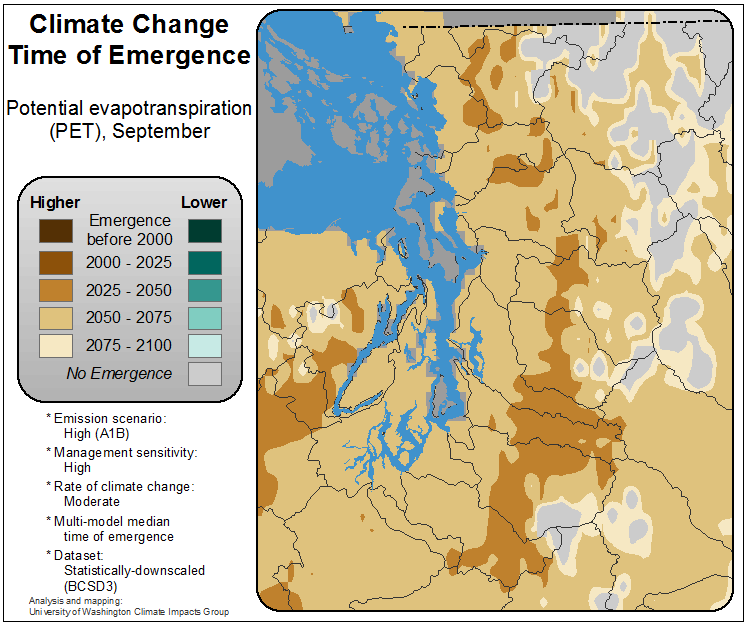 Climate Change
Time of Emergence
Potential evapotranspiration
(PET), September
Higher Lower
Emergence
before 2000
2000 - 2025
2025 - 2050
2050 - 2075
2075 - 2100
No Emergence
* Emission scenario:
High (A1B)
* Management sensitivity:
High
* Rate of climate change:
Moderate
* Multi-model median
time of emergence
* Dataset:
Statistically-downscaled
(BCSD3)
Analysis and mapping:
University of Washington Climate Impacts Group